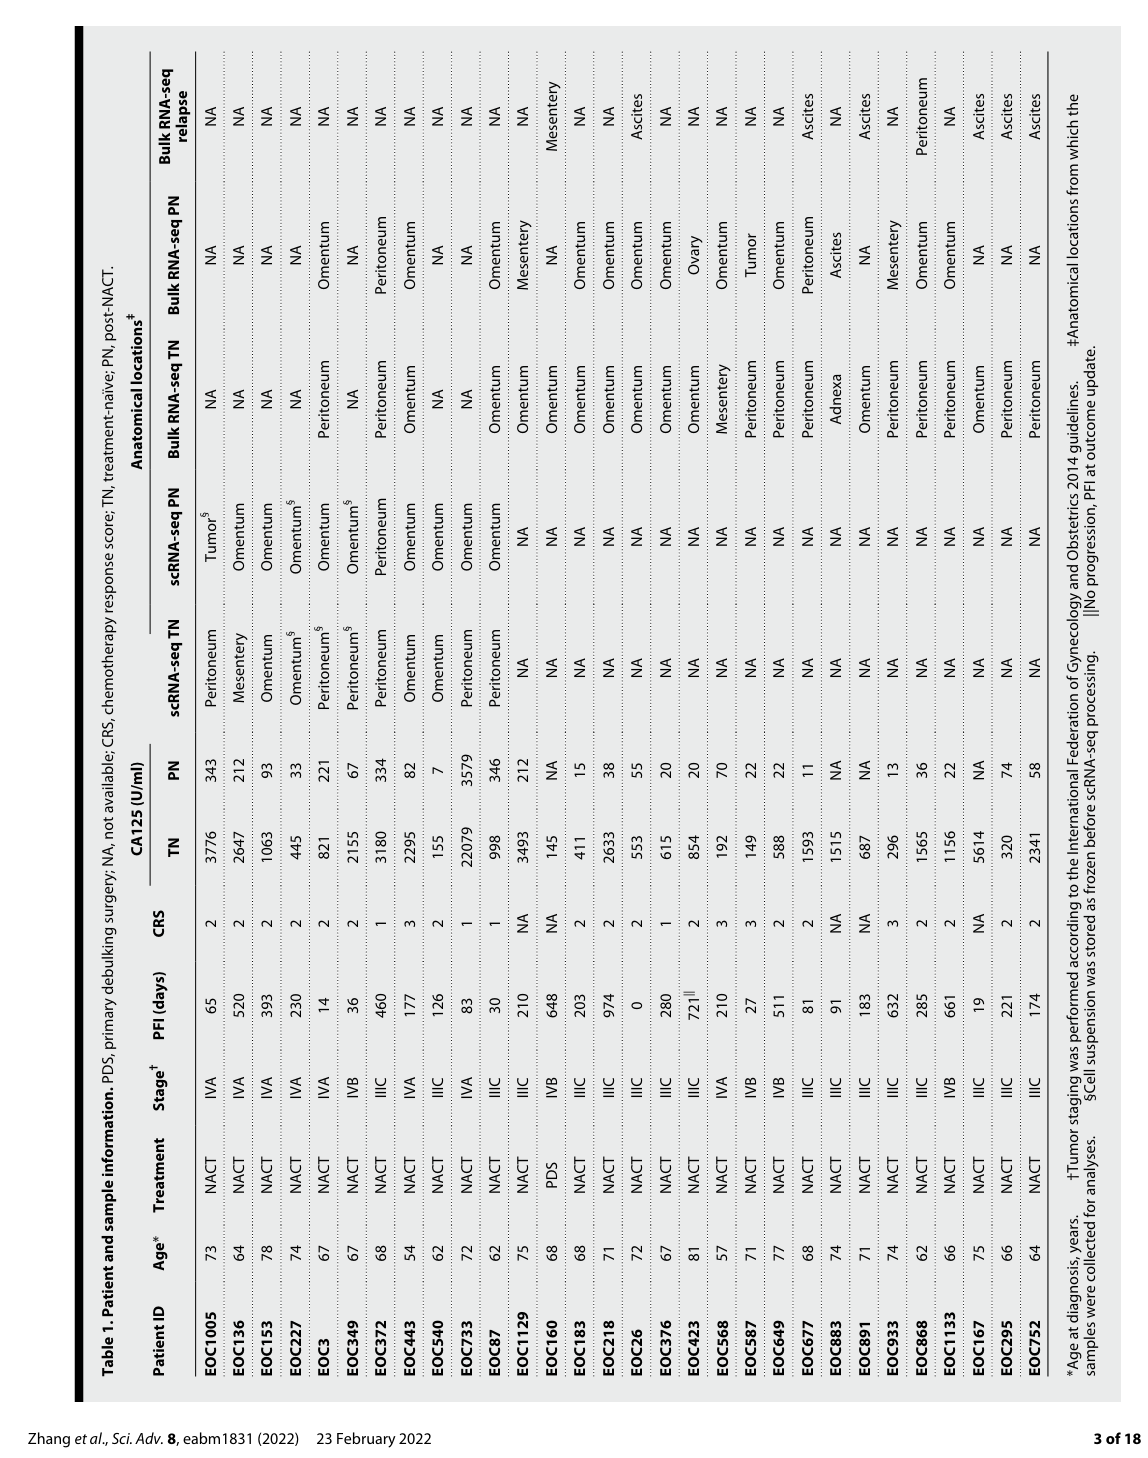 Table 1. Patient and sample information. PDS, primary debulking surgery; NA, not available; CRS, chemotherapy response score; TN, treatment-naïve; PN, post-NACT.
CA125 (U/ml) Anatomical locations‡
Patient ID Age* Treatment Stage† PFI (days) CRS TN PN scRNA-seq TN scRNA-seq PN Bulk RNA-seq TN Bulk RNA-seq PN Bulk RNA-seq relapse
EOC1005 73 NACT IVA 65 2 3776 343 Peritoneum Tumor§ NA NA NA
EOC136 64 NACT IVA 520 2 2647 212 Mesentery Omentum NA NA NA
EOC153 78 NACT IVA 393 2 1063 93 Omentum Omentum NA NA NA
EOC227 74 NACT IVA 230 2 445 33 Omentum§ Omentum§ NA NA NA
EOC3 67 NACT IVA 14 2 821 221 Peritoneum§ Omentum Peritoneum Omentum NA
EOC349 67 NACT IVB 36 2 2155 67 Peritoneum§ Omentum§ NA NA NA
EOC372 68 NACT IIIC 460 1 3180 334 Peritoneum Peritoneum Peritoneum Peritoneum NA
EOC443 54 NACT IVA 177 3 2295 82 Omentum Omentum Omentum Omentum NA
EOC540 62 NACT IIIC 126 2 155 7 Omentum Omentum NA NA NA
EOC733 72 NACT IVA 83 1 22079 3579 Peritoneum Omentum NA NA NA
EOC87 62 NACT IIIC 30 1 998 346 Peritoneum Omentum Omentum Omentum NA
EOC1129 75 NACT IIIC 210 NA 3493 212 NA NA Omentum Mesentery NA
EOC160 68 PDS IVB 648 NA 145 NA NA NA Omentum NA Mesentery
EOC183 68 NACT IIIC 203 2 411 15 NA NA Omentum Omentum NA
EOC218 71 NACT IIIC 974 2 2633 38 NA NA Omentum Omentum NA
EOC26 72 NACT IIIC 0 2 553 55 NA NA Omentum Omentum Ascites
EOC376 67 NACT IIIC 280 1 615 20 NA NA Omentum Omentum NA
EOC423 81 NACT IIIC 721|| 2 854 20 NA NA Omentum Ovary NA
EOC568 57 NACT IVA 210 3 192 70 NA NA Mesentery Omentum NA
EOC587 71 NACT IVB 27 3 149 22 NA NA Peritoneum Tumor NA
EOC649 77 NACT IVB 511 2 588 22 NA NA Peritoneum Omentum NA
EOC677 68 NACT IIIC 81 2 1593 11 NA NA Peritoneum Peritoneum Ascites
EOC883 74 NACT IIIC 91 NA 1515 NA NA NA Adnexa Ascites NA
EOC891 71 NACT IIIC 183 NA 687 NA NA NA Omentum NA Ascites
EOC933 74 NACT IIIC 632 3 296 13 NA NA Peritoneum Mesentery NA
EOC868 62 NACT IIIC 285 2 1565 36 NA NA Peritoneum Omentum Peritoneum
EOC1133 66 NACT IVB 661 2 1156 22 NA NA Peritoneum Omentum NA
EOC167 75 NACT IIIC 19 NA 5614 NA NA NA Omentum NA Ascites
EOC295 66 NACT IIIC 221 2 320 74 NA NA Peritoneum NA Ascites
EOC752 64 NACT IIIC 174 2 2341 58 NA NA Peritoneum NA Ascites
*Age at diagnosis, years. †Tumor staging was performed according to the International Federation of Gynecology and Obstetrics 2014 guidelines. ‡Anatomical locations from which the
samples were collected for analyses. §Cell suspension was stored as frozen before scRNA-seq processing. ||No progression, PFI at outcome update.
Zhang et al., Sci. Adv. 8, eabm1831 (2022) 23 February 2022 3 of 18